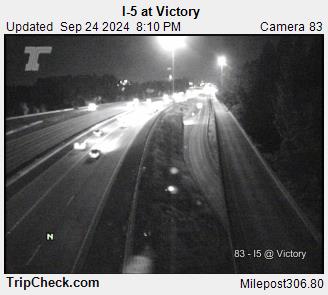 I-5 at Victory
Updated Sep 24 2024 8:10 PM Camera 83
T
N
83 - I5 @ Victory
TripCheck.com Milepost306.80